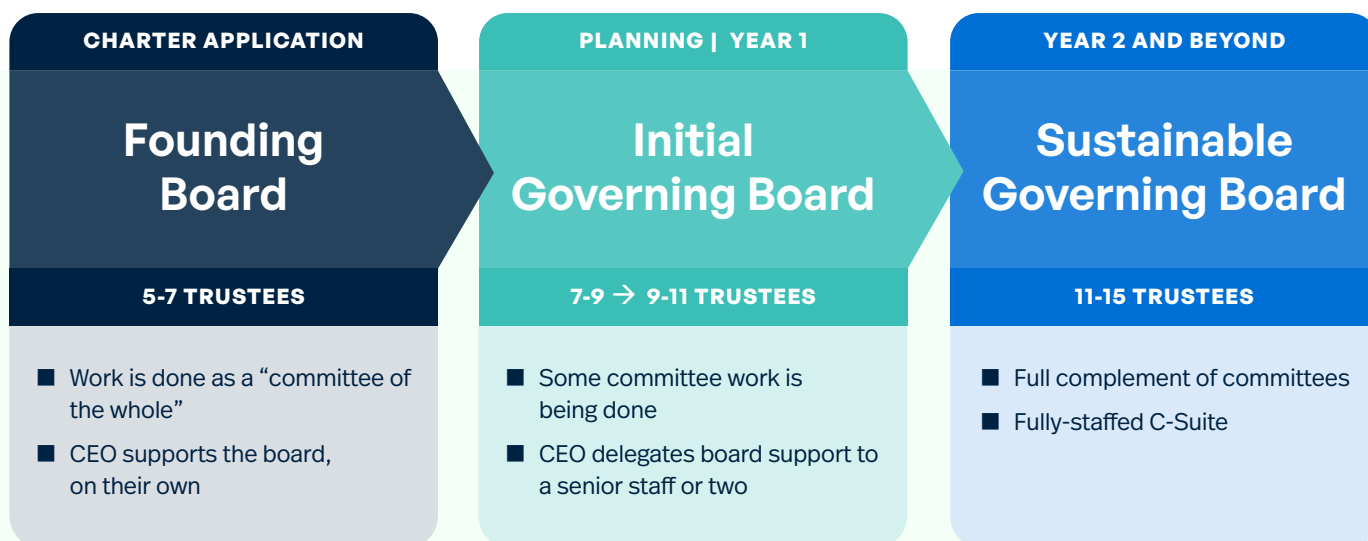 CHARTER APPLICATION
Founding
Board
5-7 TRUSTEES
■ Work is done as a “committee of
the whole”
■ CEO supports the board,
on their own
PLANNING | YEAR 1
Initial
Governing Board
7-9 → 9-11 TRUSTEES
■ Some committee work is
being done
■ CEO delegates board support to
a senior staff or two
YEAR 2 AND BEYOND
Sustainable
Governing Board
11-15 TRUSTEES
■ Full complement of committees
■ Fully-staffed C-Suite